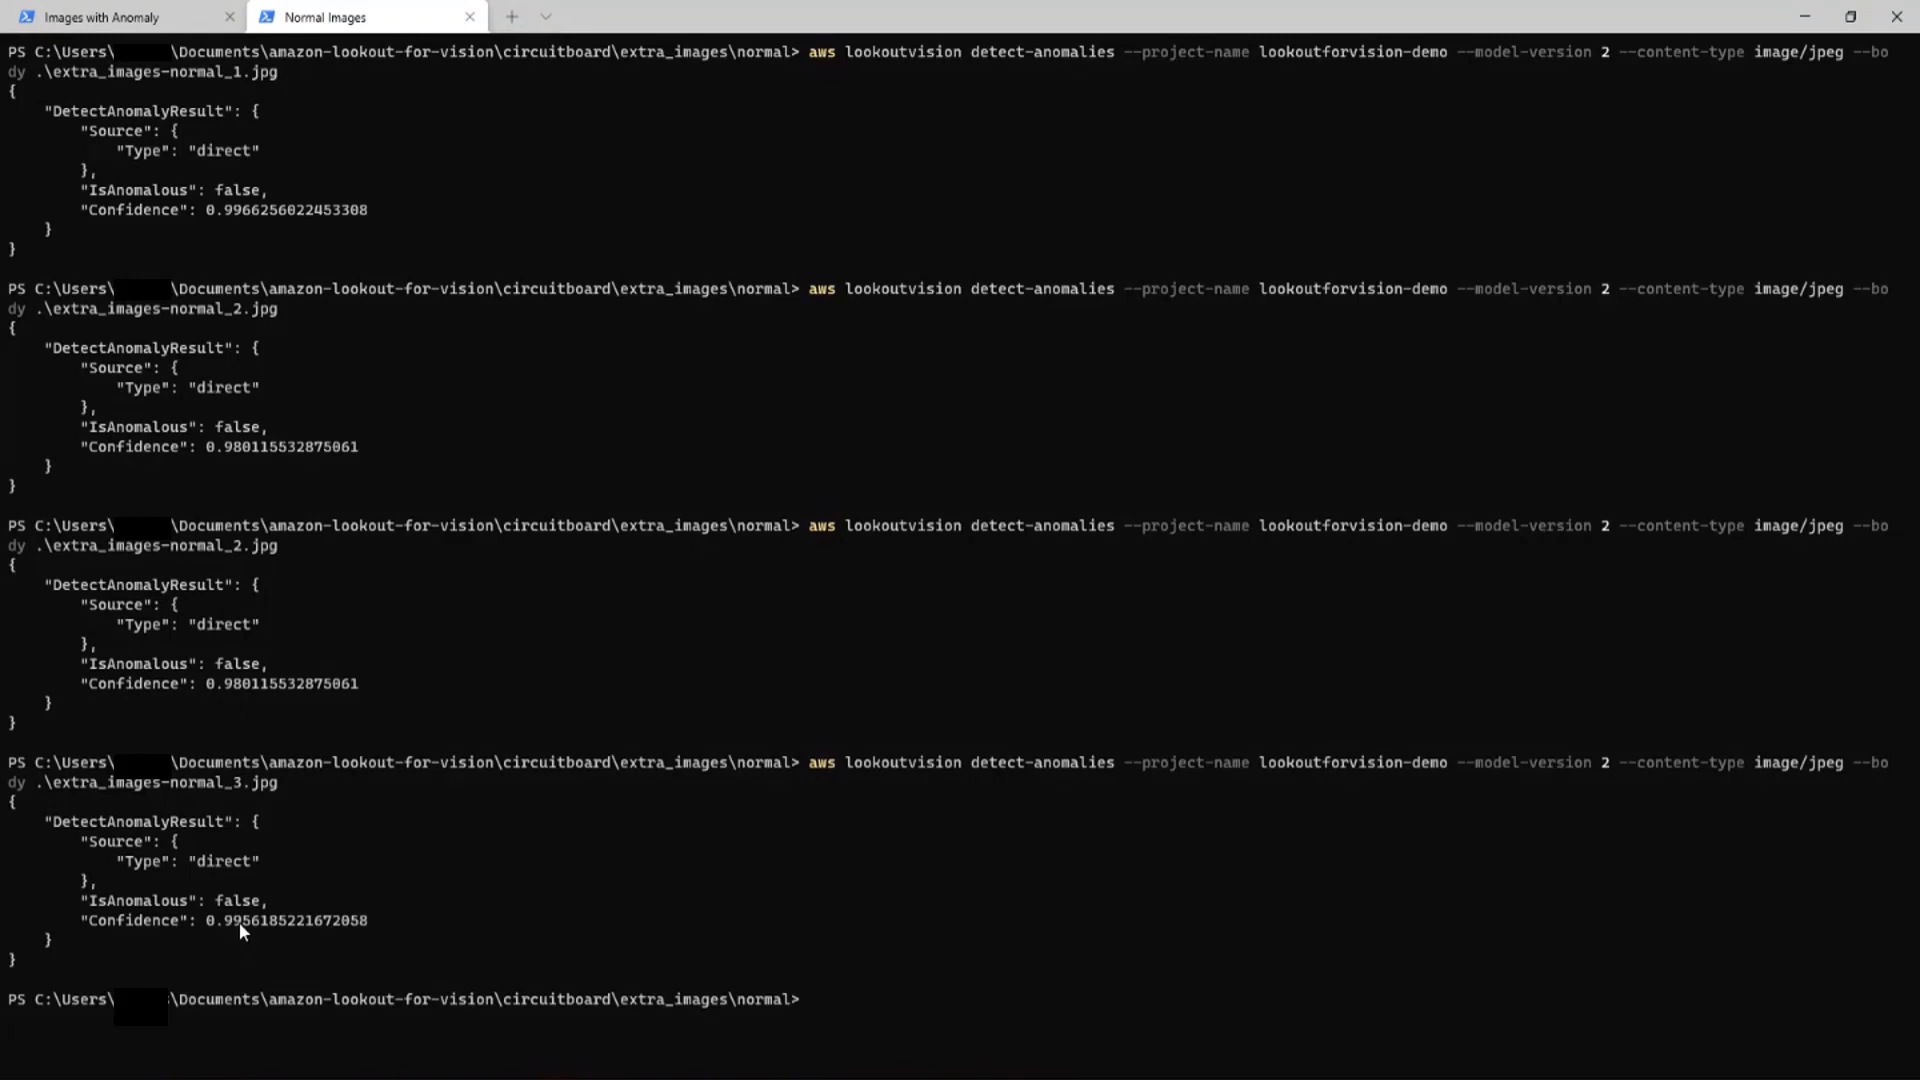 Images with Anomaly
Normal Images
PS C:\Users\ \Documents\amazon-lookout-for-vision\circuitboard\extra_images\normal> aws lookoutvision detect-anomalies --project-name lookoutforvision-demo --model-version 2 --content-type image/jpeg --bo
dy .\extra_images-normal_1.jpg
{
    "DetectAnomalyResult": {
        "Source": {
            "Type": "direct"
        },
        "IsAnomalous": false,
        "Confidence": 0.9966256022453308
    }
}
PS C:\Users\ \Documents\amazon-lookout-for-vision\circuitboard\extra_images\normal> aws lookoutvision detect-anomalies --project-name lookoutforvision-demo --model-version 2 --content-type image/jpeg --bo
dy .\extra_images-normal_2.jpg
{
    "DetectAnomalyResult": {
        "Source": {
            "Type": "direct"
        },
        "IsAnomalous": false,
        "Confidence": 0.980115532875061
    }
}
PS C:\Users\ \Documents\amazon-lookout-for-vision\circuitboard\extra_images\normal> aws lookoutvision detect-anomalies --project-name lookoutforvision-demo --model-version 2 --content-type image/jpeg --bo
dy .\extra_images-normal_2.jpg
{
    "DetectAnomalyResult": {
        "Source": {
            "Type": "direct"
        },
        "IsAnomalous": false,
        "Confidence": 0.980115532875061
    }
}
PS C:\Users\ \Documents\amazon-lookout-for-vision\circuitboard\extra_images\normal> aws lookoutvision detect-anomalies --project-name lookoutforvision-demo --model-version 2 --content-type image/jpeg --bo
dy .\extra_images-normal_3.jpg
{
    "DetectAnomalyResult": {
        "Source": {
            "Type": "direct"
        },
        "IsAnomalous": false,
        "Confidence": 0.9956185221672058
    }
}
PS C:\Users\ \Documents\amazon-lookout-for-vision\circuitboard\extra_images\normal>